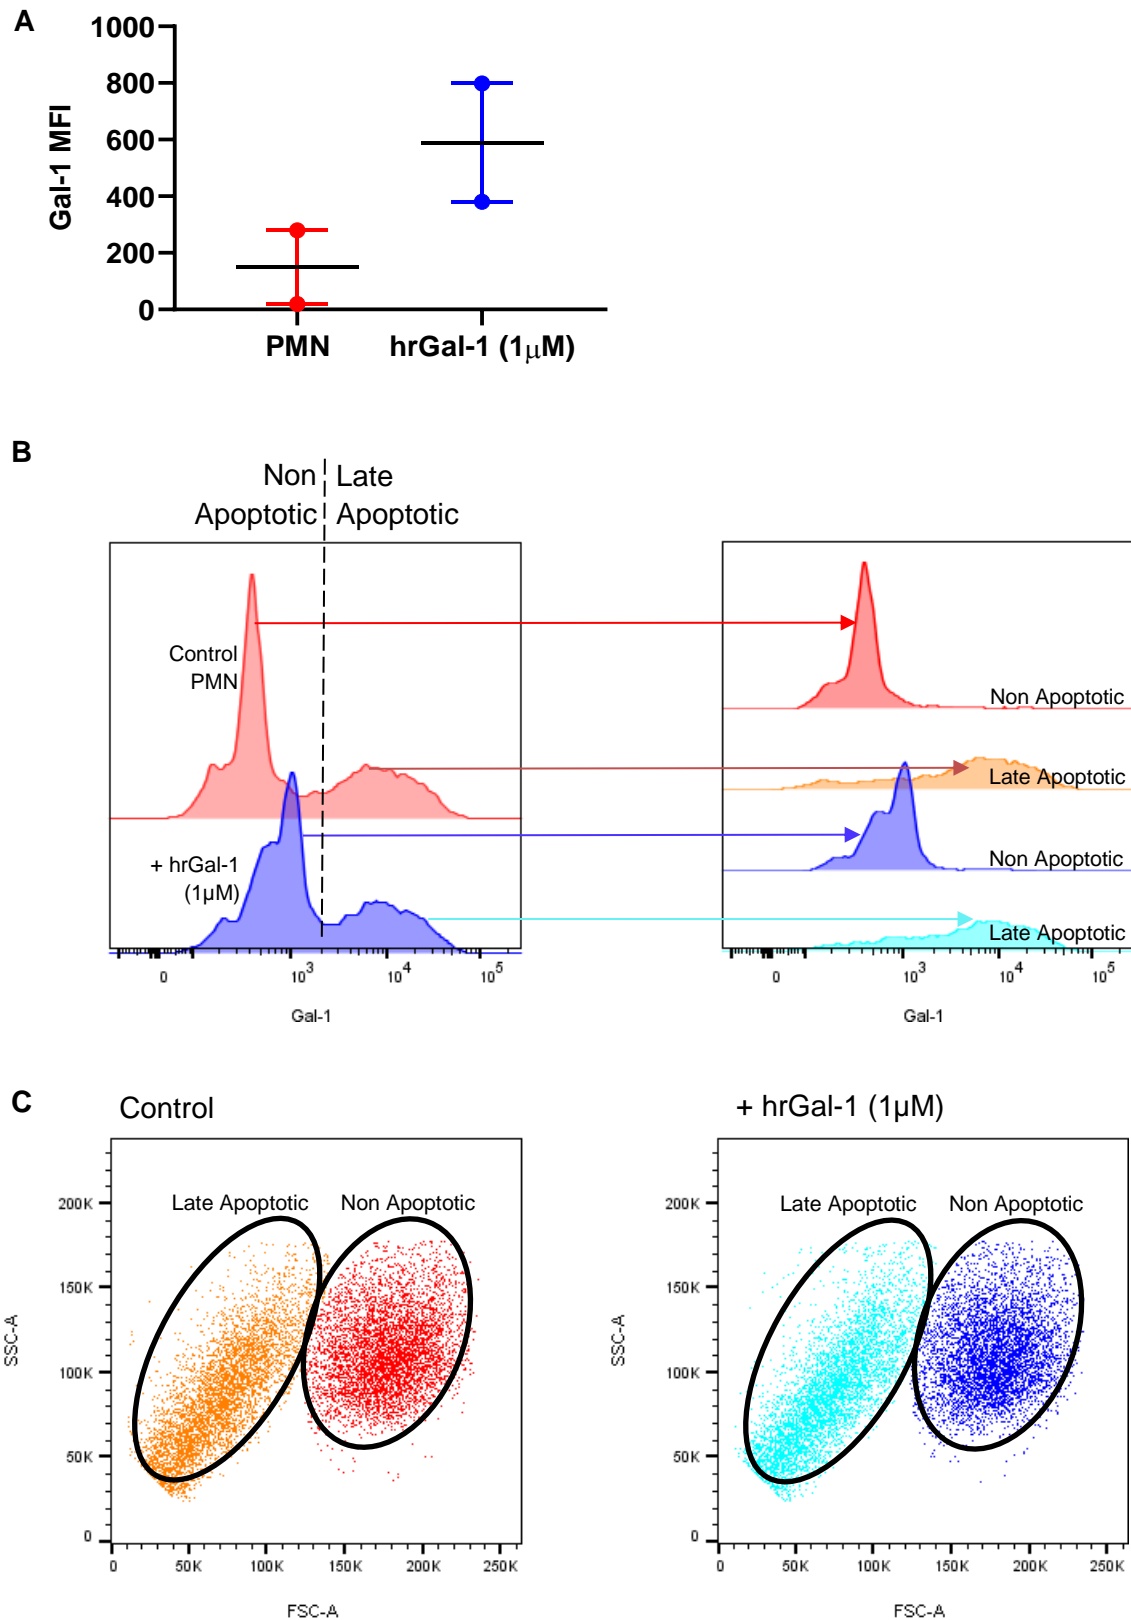 A
1000
800
600
400
200
0
Gal-1 MFI
PMN
hrGal-1 (1μM)
B
Non
Apoptotic
Late
Apoptotic
Control
PMN
+ hrGal-1
(1μM)
0
10^3
10^4
10^5
Gal-1
Non Apoptotic
Late Apoptotic
Non Apoptotic
Late Apoptotic
0
10^3
10^4
10^5
Gal-1
C
Control
Late Apoptotic
Non Apoptotic
200K
150K
100K
50K
0
SSC-A
0
50K
100K
150K
200K
250K
FSC-A
+ hrGal-1 (1μM)
Late Apoptotic
Non Apoptotic
200K
150K
100K
50K
0
SSC-A
0
50K
100K
150K
200K
250K
FSC-A